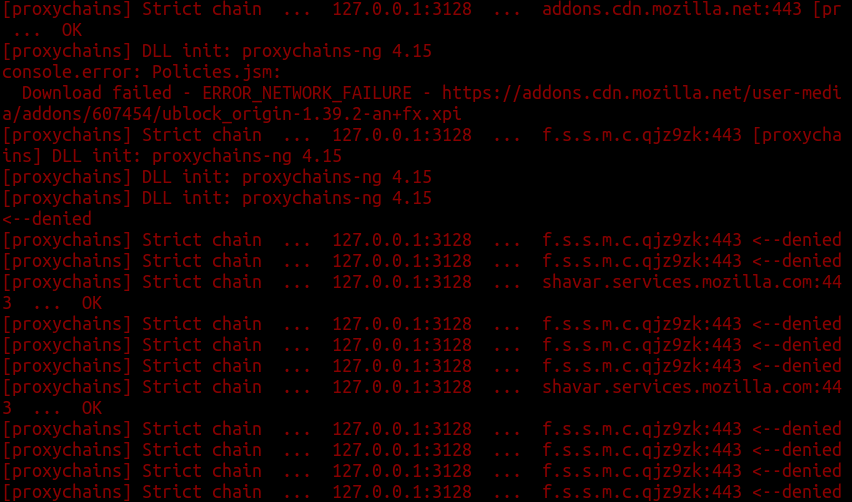 [proxychains] Strict chain  ...  127.0.0.1:3128  ...  addons.cdn.mozilla.net:443 [pr
 ...  OK
[proxychains] DLL init: proxychains-ng 4.15
console.error: Policies.jsm:
  Download failed - ERROR_NETWORK_FAILURE - https://addons.cdn.mozilla.net/user-medi
a/addons/607454/ublock_origin-1.39.2-an+fx.xpi
[proxychains] Strict chain  ...  127.0.0.1:3128  ...  f.s.s.m.c.qjz9zk:443 [proxycha
ins] DLL init: proxychains-ng 4.15
[proxychains] DLL init: proxychains-ng 4.15
[proxychains] DLL init: proxychains-ng 4.15
<--denied
[proxychains] Strict chain  ...  127.0.0.1:3128  ...  f.s.s.m.c.qjz9zk:443 <--denied
[proxychains] Strict chain  ...  127.0.0.1:3128  ...  f.s.s.m.c.qjz9zk:443 <--denied
[proxychains] Strict chain  ...  127.0.0.1:3128  ...  shavar.services.mozilla.com:44
3  ...  OK
[proxychains] Strict chain  ...  127.0.0.1:3128  ...  f.s.s.m.c.qjz9zk:443 <--denied
[proxychains] Strict chain  ...  127.0.0.1:3128  ...  f.s.s.m.c.qjz9zk:443 <--denied
[proxychains] Strict chain  ...  127.0.0.1:3128  ...  f.s.s.m.c.qjz9zk:443 <--denied
[proxychains] Strict chain  ...  127.0.0.1:3128  ...  shavar.services.mozilla.com:44
3  ...  OK
[proxychains] Strict chain  ...  127.0.0.1:3128  ...  f.s.s.m.c.qjz9zk:443 <--denied
[proxychains] Strict chain  ...  127.0.0.1:3128  ...  f.s.s.m.c.qjz9zk:443 <--denied
[proxychains] Strict chain  ...  127.0.0.1:3128  ...  f.s.s.m.c.qjz9zk:443 <--denied
[proxychains] Strict chain  ...  127.0.0.1:3128  ...  f.s.s.m.c.qjz9zk:443 <--denied